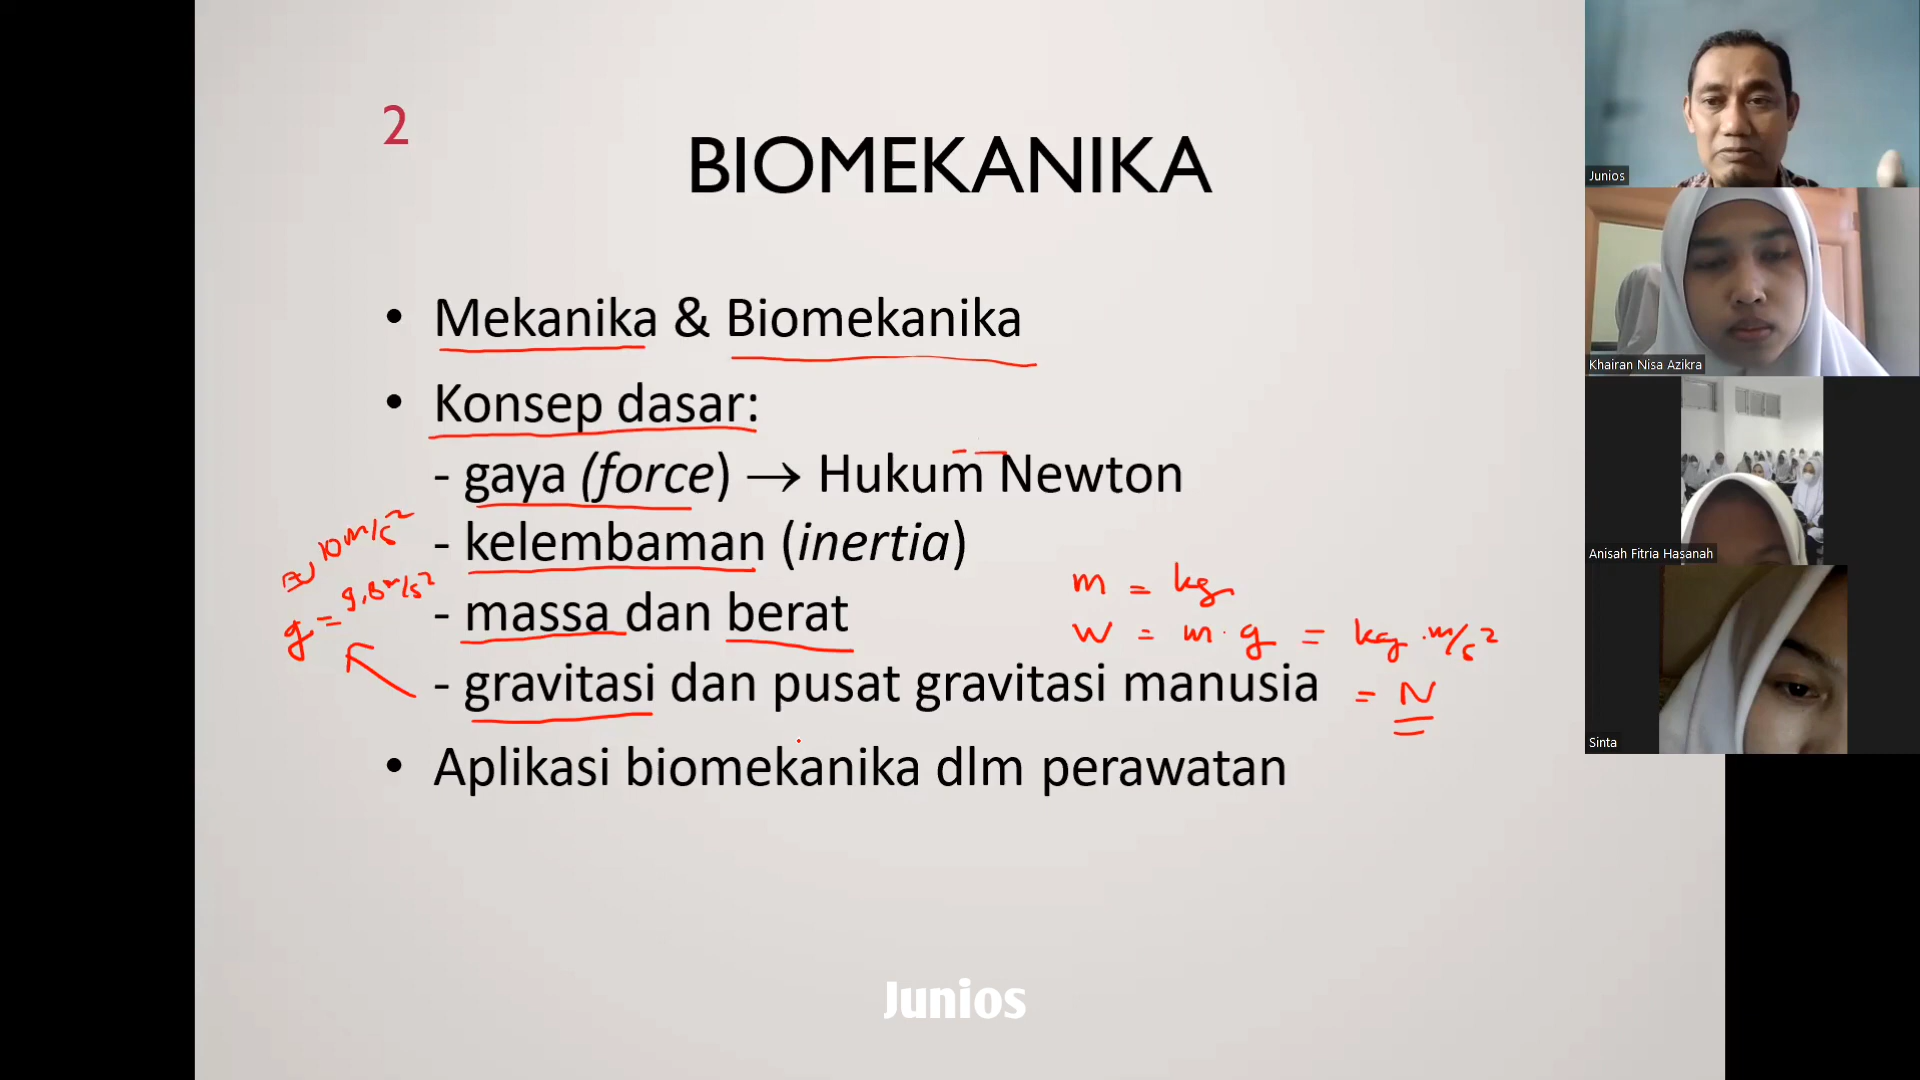 2
BIOMEKANIKA
• Mekanika & Biomekanika
• Konsep dasar:
- gaya (force) → Hukum Newton
- kelembaman (inertia)
- massa dan berat
- gravitasi dan pusat gravitasi manusia
• Aplikasi biomekanika dlm perawatan
≈ 10 m/s²
g = 9,8 m/s²
m = kg
w = m · g = kg · m/s²
= N
Junios
Junios
Khairan Nisa Azikra
Anisah Fitria Hasanah
Sinta